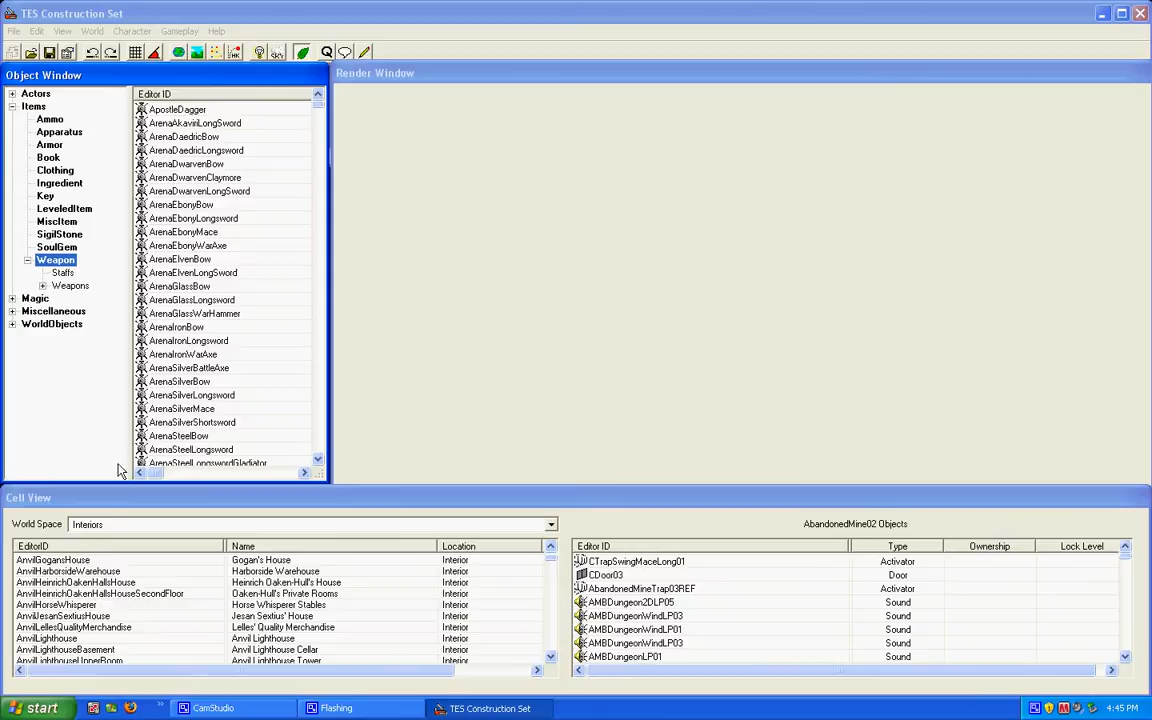 TES Construction Set
File Edit View World Character Gameplay Help
Object Window
Actors
Items
Ammo
Apparatus
Armor
Book
Clothing
Ingredient
Key
LeveledItem
MiscItem
SigilStone
SoulGem
Weapon
Staffs
Weapons
Magic
Miscellaneous
WorldObjects
Editor ID
ApostleDagger
ArenaAkaviriLongSword
ArenaDaedricBow
ArenaDaedricLongsword
ArenaDwarvenBow
ArenaDwarvenClaymore
ArenaDwarvenLongSword
ArenaEbonyBow
ArenaEbonyLongsword
ArenaEbonyMace
ArenaEbonyWarAxe
ArenaElvenBow
ArenaElvenLongSword
ArenaGlassBow
ArenaGlassLongsword
ArenaGlassWarHammer
ArenaIronBow
ArenaIronLongsword
ArenaIronWarAxe
ArenaSilverBattleAxe
ArenaSilverBow
ArenaSilverLongsword
ArenaSilverMace
ArenaSilverShortsword
ArenaSteelBow
ArenaSteelLongsword
ArenaSteelLongswordGladiator
Render Window
Cell View
World Space Interiors
EditorID Name Location
AnvilGogansHouse Gogan's House Interior
AnvilHarborsideWarehouse Harborside Warehouse Interior
AnvilHeinrichOakenHallsHouse Heinrich Oaken-Hull's House Interior
AnvilHeinrichOakenHallsHouseSecondFloor Oaken-Hull's Private Rooms Interior
AnvilHorseWhisperer Horse Whisperer Stables Interior
AnvilJesanSextiusHouse Jesan Sextius' House Interior
AnvilLellesQualityMerchandise Lelles' Quality Merchandise Interior
AnvilLighthouse Anvil Lighthouse Interior
AnvilLighthouseBasement Anvil Lighthouse Cellar Interior
AnvilLighthouseUpperRoom Anvil Lighthouse Tower Interior
AbandonedMine02 Objects
Editor ID Type Ownership Lock Level
CTrapSwingMaceLong01 Activator
CDoor03 Door
AbandonedMineTrap03REF Activator
AMBDungeon2DLP05 Sound
AMBDungeonWindLP03 Sound
AMBDungeonWindLP01 Sound
AMBDungeonWindLP03 Sound
AMBDungeonLP01 Sound
start CamStudio Flashing TES Construction Set 4:45 PM